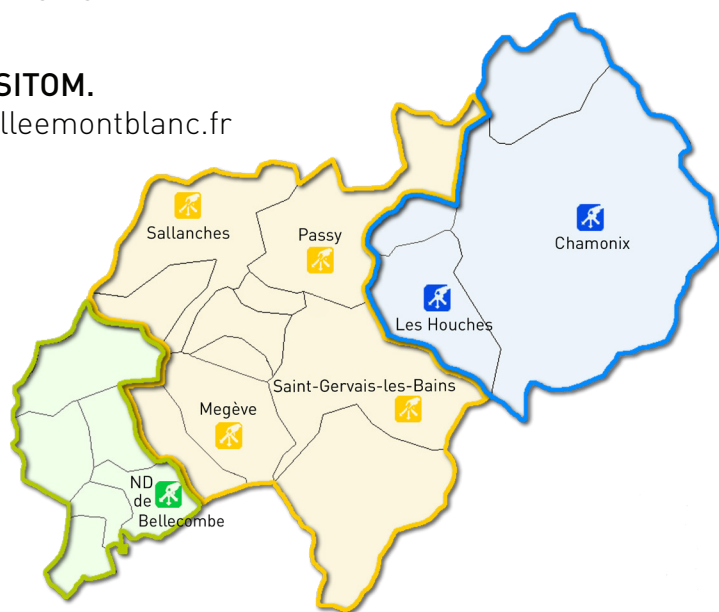 SITOM.
lleemontblanc.fr
Sallanches
Passy
Chamonix
Les Houches
Saint-Gervais-les-Bains
Megève
ND
de
Bellecombe